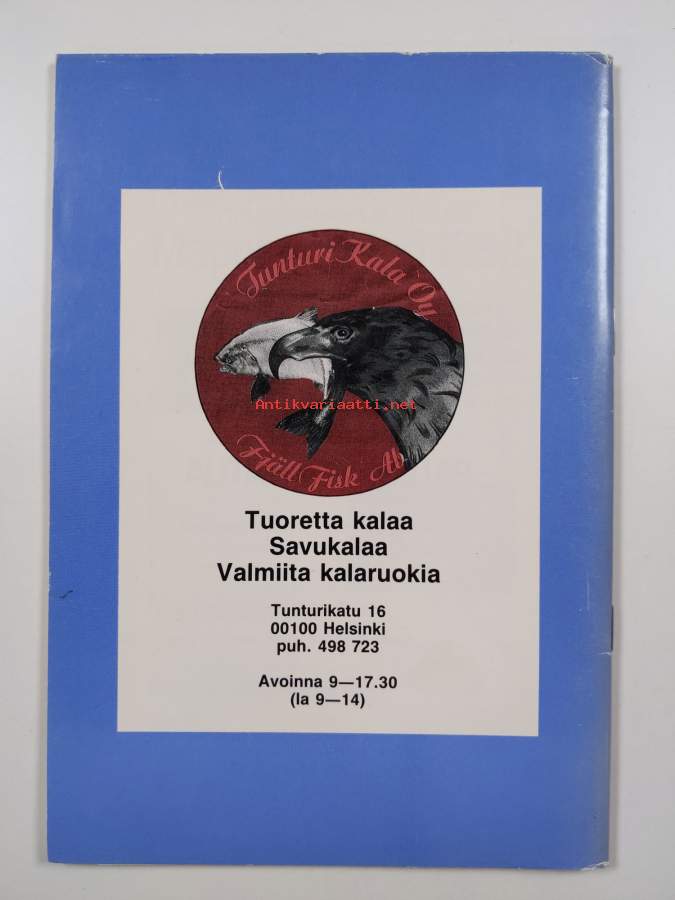 Tunturi Kala Oy
Antikvariaatti.net
Fjäll Fisk Ab
Tuoretta kalaa
Savukalaa
Valmiita kalaruokia
Tunturikatu 16
00100 Helsinki
puh. 498 723
Avoinna 9—17.30
(la 9—14)